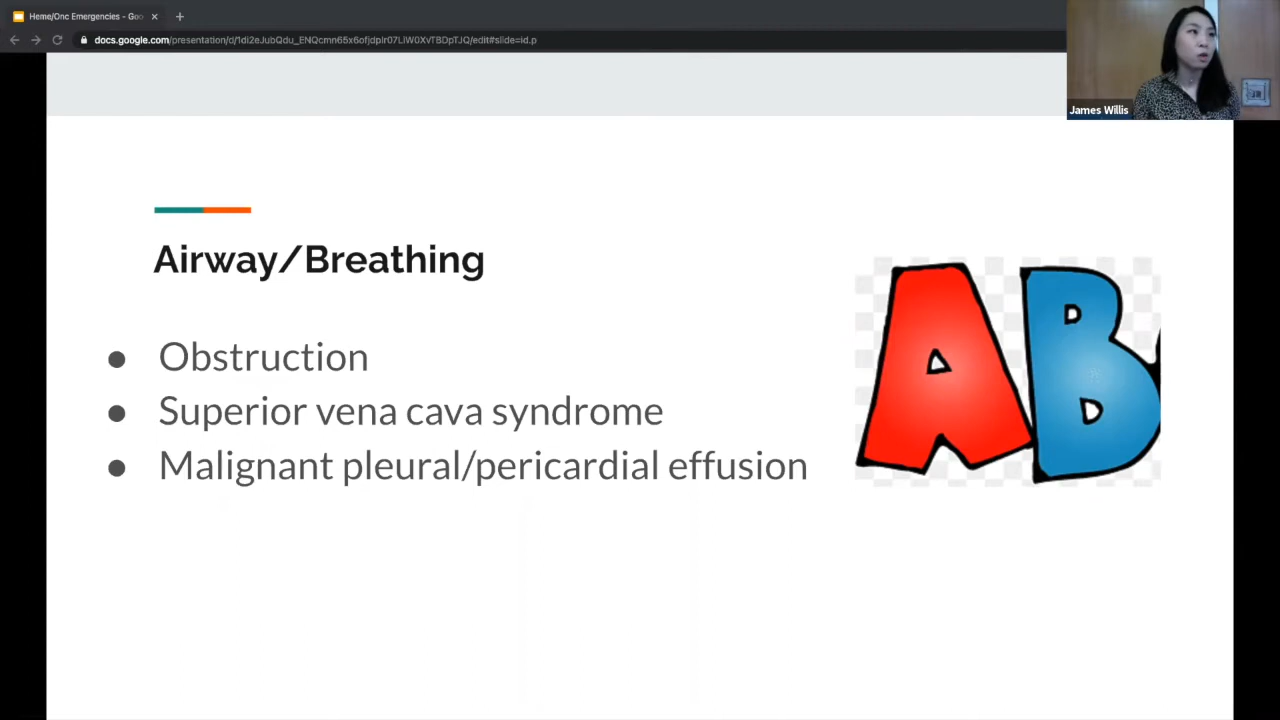 Heme/Onc Emergencies - Goo
docs.google.com/presentation/d/1di2eJubQdu_ENQcmn65x6ofjdpIr07LIW0XvTBDpTJQ/edit#slide=id.p
James Willis
Airway/Breathing
AB
● Obstruction
● Superior vena cava syndrome
● Malignant pleural/pericardial effusion